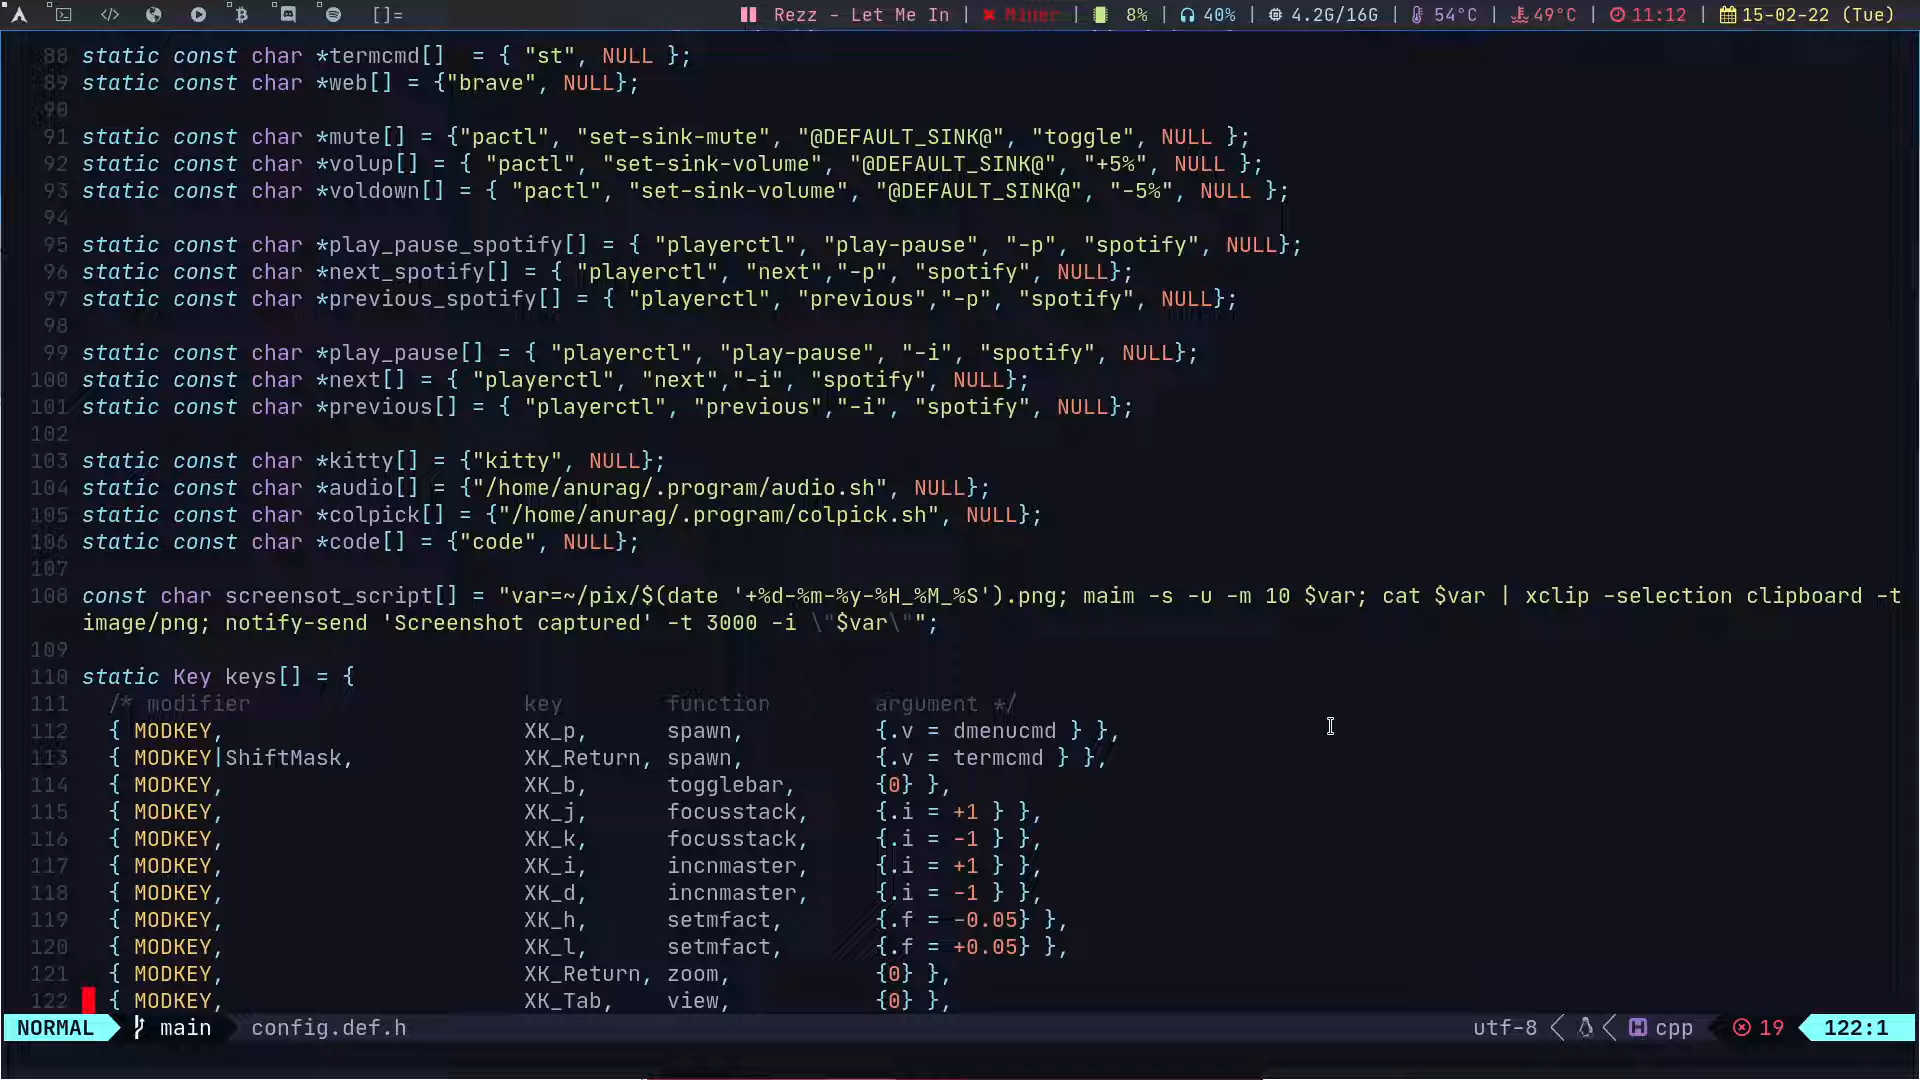 []=
Rezz - Let Me In | Miner | 8% | 40% | 4.2G/16G | 54°C | 49°C | 11:12 | 15-02-22 (Tue)
88 static const char *termcmd[]  = { "st", NULL };
89 static const char *web[] = {"brave", NULL};
90
91 static const char *mute[] = {"pactl", "set-sink-mute", "@DEFAULT_SINK@", "toggle", NULL };
92 static const char *volup[] = { "pactl", "set-sink-volume", "@DEFAULT_SINK@", "+5%", NULL };
93 static const char *voldown[] = { "pactl", "set-sink-volume", "@DEFAULT_SINK@", "-5%", NULL };
94
95 static const char *play_pause_spotify[] = { "playerctl", "play-pause", "-p", "spotify", NULL};
96 static const char *next_spotify[] = { "playerctl", "next","-p", "spotify", NULL};
97 static const char *previous_spotify[] = { "playerctl", "previous","-p", "spotify", NULL};
98
99 static const char *play_pause[] = { "playerctl", "play-pause", "-i", "spotify", NULL};
100 static const char *next[] = { "playerctl", "next","-i", "spotify", NULL};
101 static const char *previous[] = { "playerctl", "previous","-i", "spotify", NULL};
102
103 static const char *kitty[] = {"kitty", NULL};
104 static const char *audio[] = {"/home/anurag/.program/audio.sh", NULL};
105 static const char *colpick[] = {"/home/anurag/.program/colpick.sh", NULL};
106 static const char *code[] = {"code", NULL};
107
108 const char screensot_script[] = "var=~/pix/$(date '+%d-%m-%y-%H_%M_%S').png; maim -s -u -m 10 $var; cat $var | xclip -selection clipboard -t
image/png; notify-send 'Screenshot captured' -t 3000 -i \"$var\"";
109
110 static Key keys[] = {
111   /* modifier                     key        function        argument */
112   { MODKEY,                       XK_p,      spawn,          {.v = dmenucmd } },
113   { MODKEY|ShiftMask,             XK_Return, spawn,          {.v = termcmd } },
114   { MODKEY,                       XK_b,      togglebar,      {0} },
115   { MODKEY,                       XK_j,      focusstack,     {.i = +1 } },
116   { MODKEY,                       XK_k,      focusstack,     {.i = -1 } },
117   { MODKEY,                       XK_i,      incnmaster,     {.i = +1 } },
118   { MODKEY,                       XK_d,      incnmaster,     {.i = -1 } },
119   { MODKEY,                       XK_h,      setmfact,       {.f = -0.05} },
120   { MODKEY,                       XK_l,      setmfact,       {.f = +0.05} },
121   { MODKEY,                       XK_Return, zoom,           {0} },
122   { MODKEY,                       XK_Tab,    view,           {0} },
NORMAL main config.def.h utf-8 cpp 19 122:1